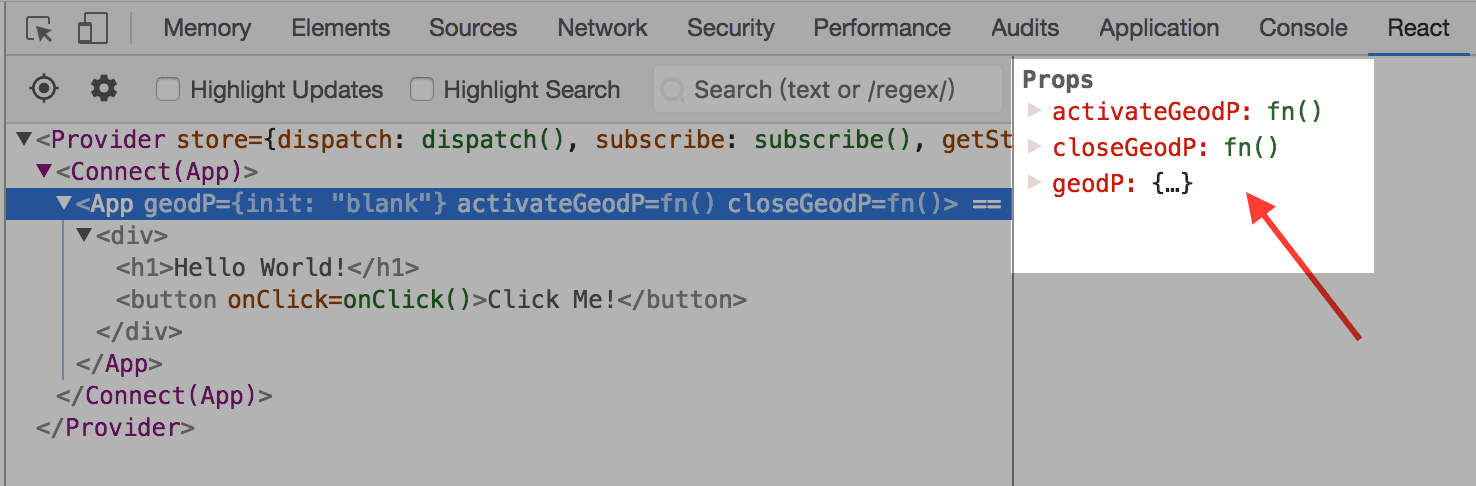 Memory Elements Sources Network Security Performance Audits Application Console React
Highlight Updates Highlight Search Search (text or /regex/)
<Provider store={dispatch: dispatch(), subscribe: subscribe(), getSt
<Connect(App)>
<App geodP={init: "blank"} activateGeodP=fn() closeGeodP=fn()> ==
<div>
<h1>Hello World!</h1>
<button onClick=onClick()>Click Me!</button>
</div>
</App>
</Connect(App)>
</Provider>
Props
activateGeodP: fn()
closeGeodP: fn()
geodP: {…}